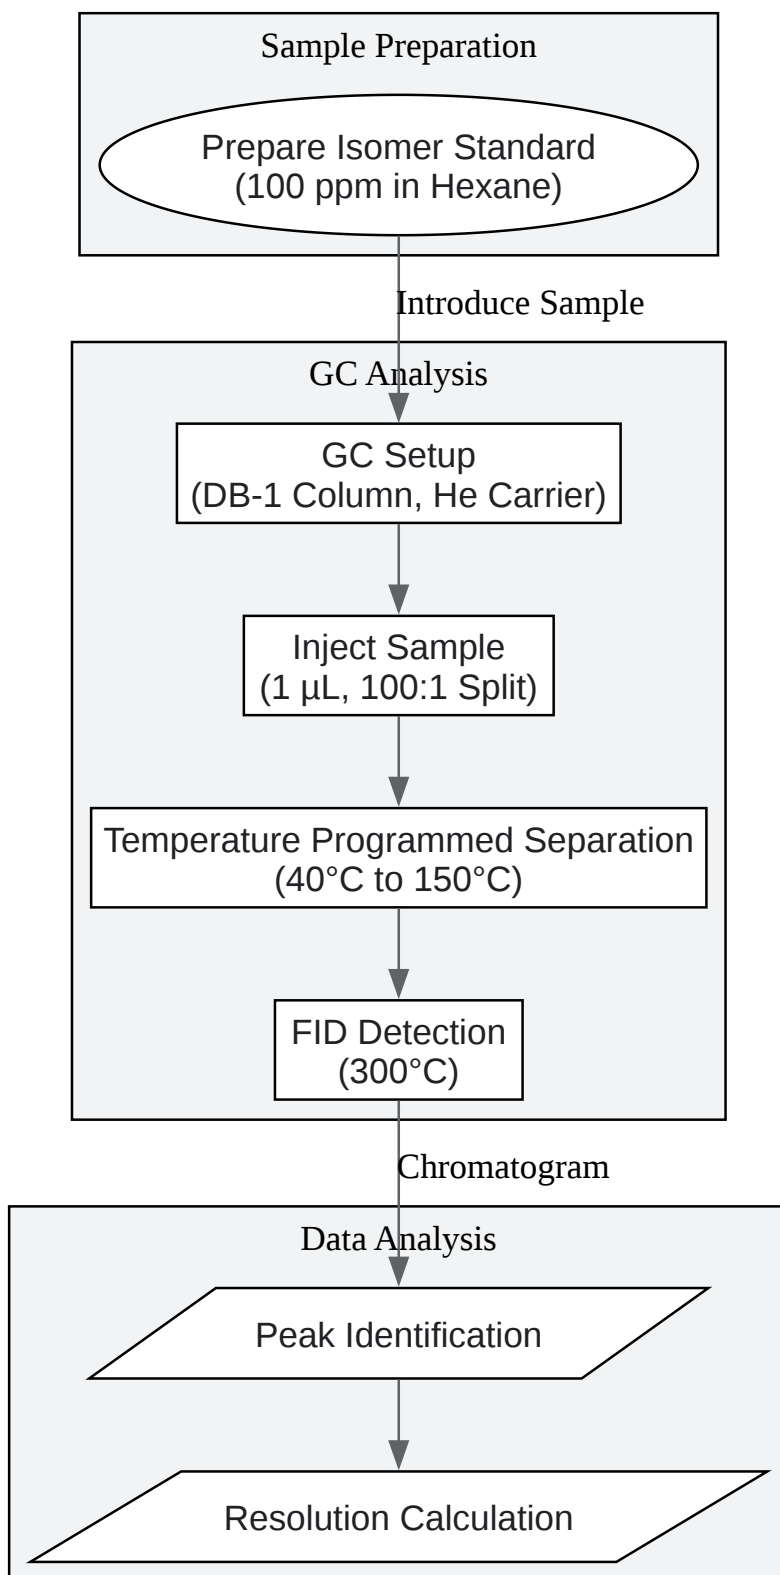 Sample Preparation
Prepare Isomer Standard
(100 ppm in Hexane)
Introduce Sample
GC Analysis
GC Setup
(DB-1 Column, He Carrier)
Inject Sample
(1 µL, 100:1 Split)
Temperature Programmed Separation
(40°C to 150°C)
FID Detection
(300°C)
Chromatogram
Data Analysis
Peak Identification
Resolution Calculation